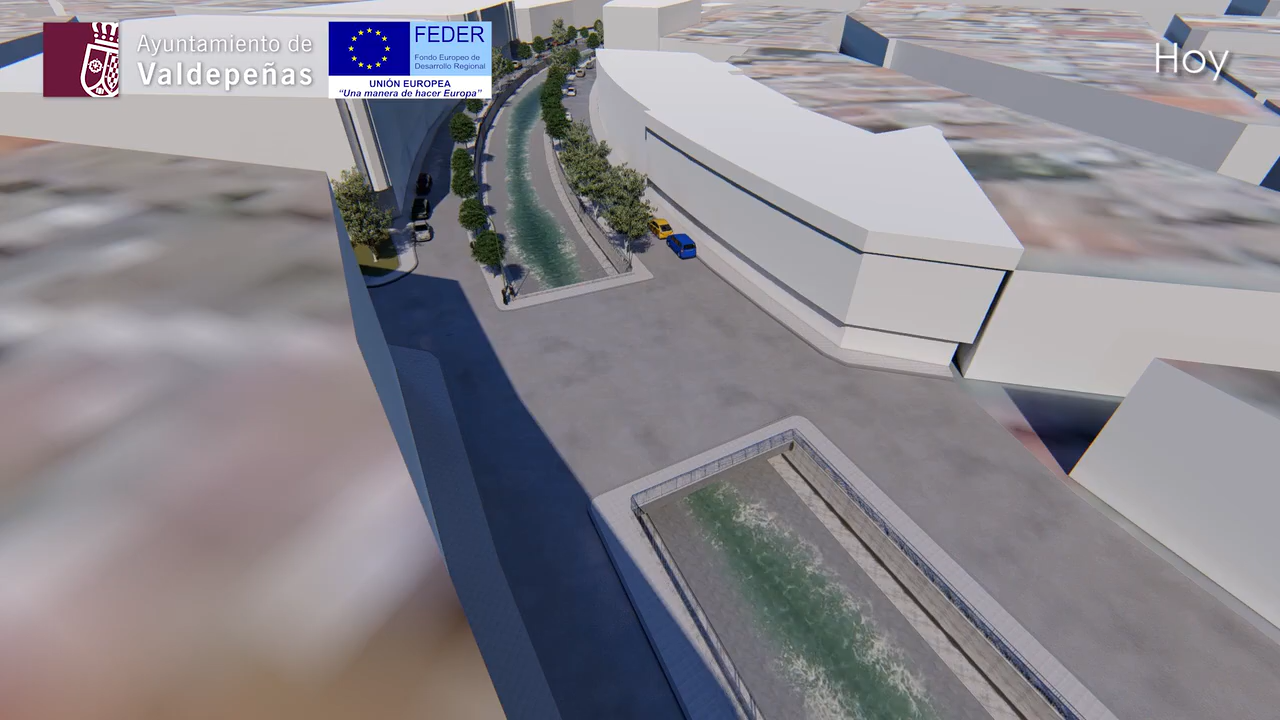 Ayuntamiento de
Valdepeñas
FEDER
Fondo Europeo de
Desarrollo Regional
UNIÓN EUROPEA
“Una manera de hacer Europa”
Hoy